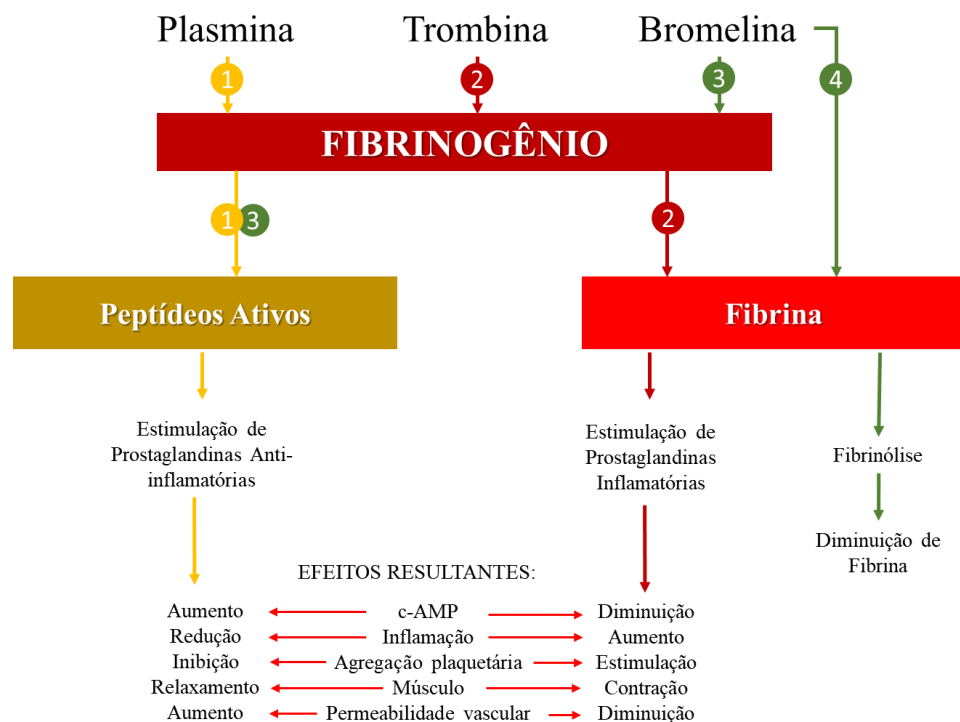 Plasmina Trombina Bromelina
1 2 3 4
FIBRINOGÊNIO
1 3 2
Peptídeos Ativos
Fibrina
Estimulação de
Prostaglandinas Anti-
inflamatórias
Estimulação de
Prostaglandinas
Inflamatórias
Fibrinólise
Diminuição de
Fibrina
EFEITOS RESULTANTES:
Aumento c-AMP Diminuição
Redução Inflamação Aumento
Inibição Agregação plaquetária Estimulação
Relaxamento Músculo Contração
Aumento Permeabilidade vascular Diminuição